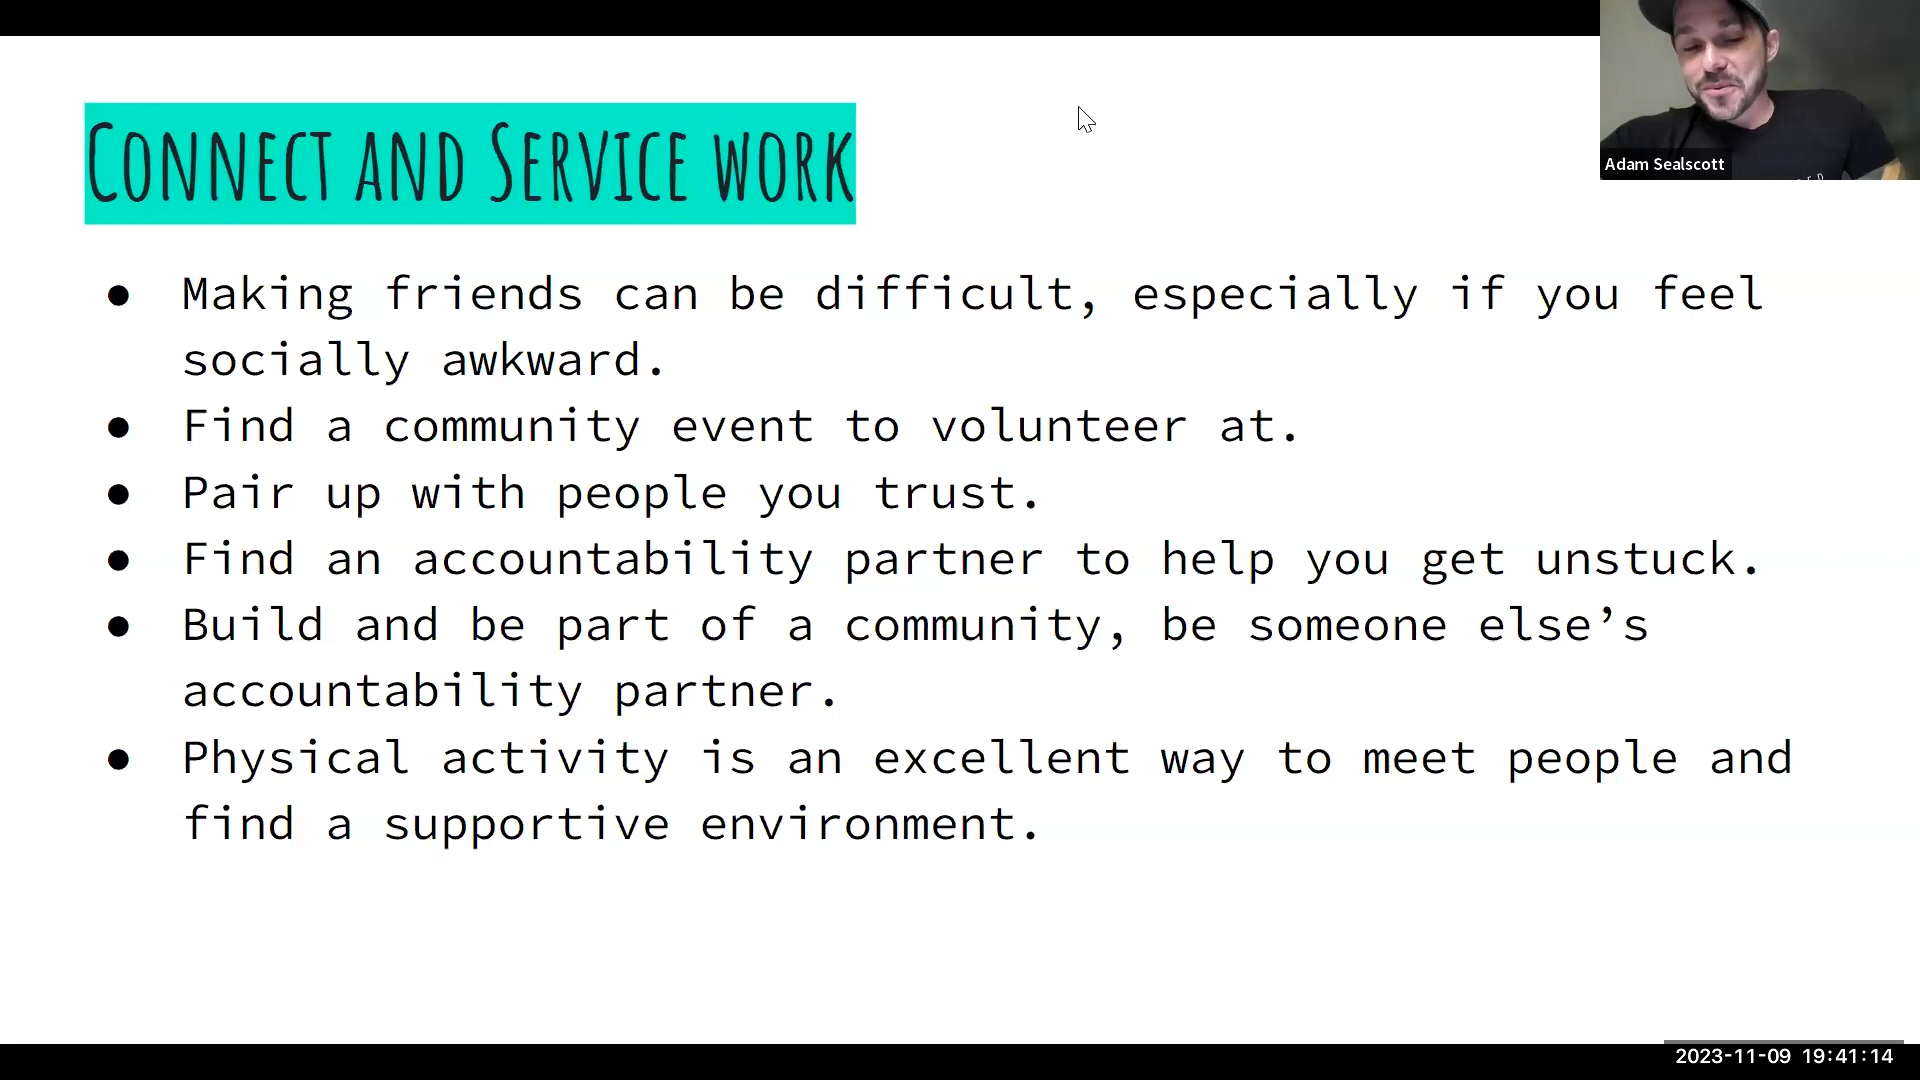 Connect and Service work
Adam Sealscott
● Making friends can be difficult, especially if you feel
socially awkward.
● Find a community event to volunteer at.
● Pair up with people you trust.
● Find an accountability partner to help you get unstuck.
● Build and be part of a community, be someone else’s
accountability partner.
● Physical activity is an excellent way to meet people and
find a supportive environment.
2023-11-09 19:41:14